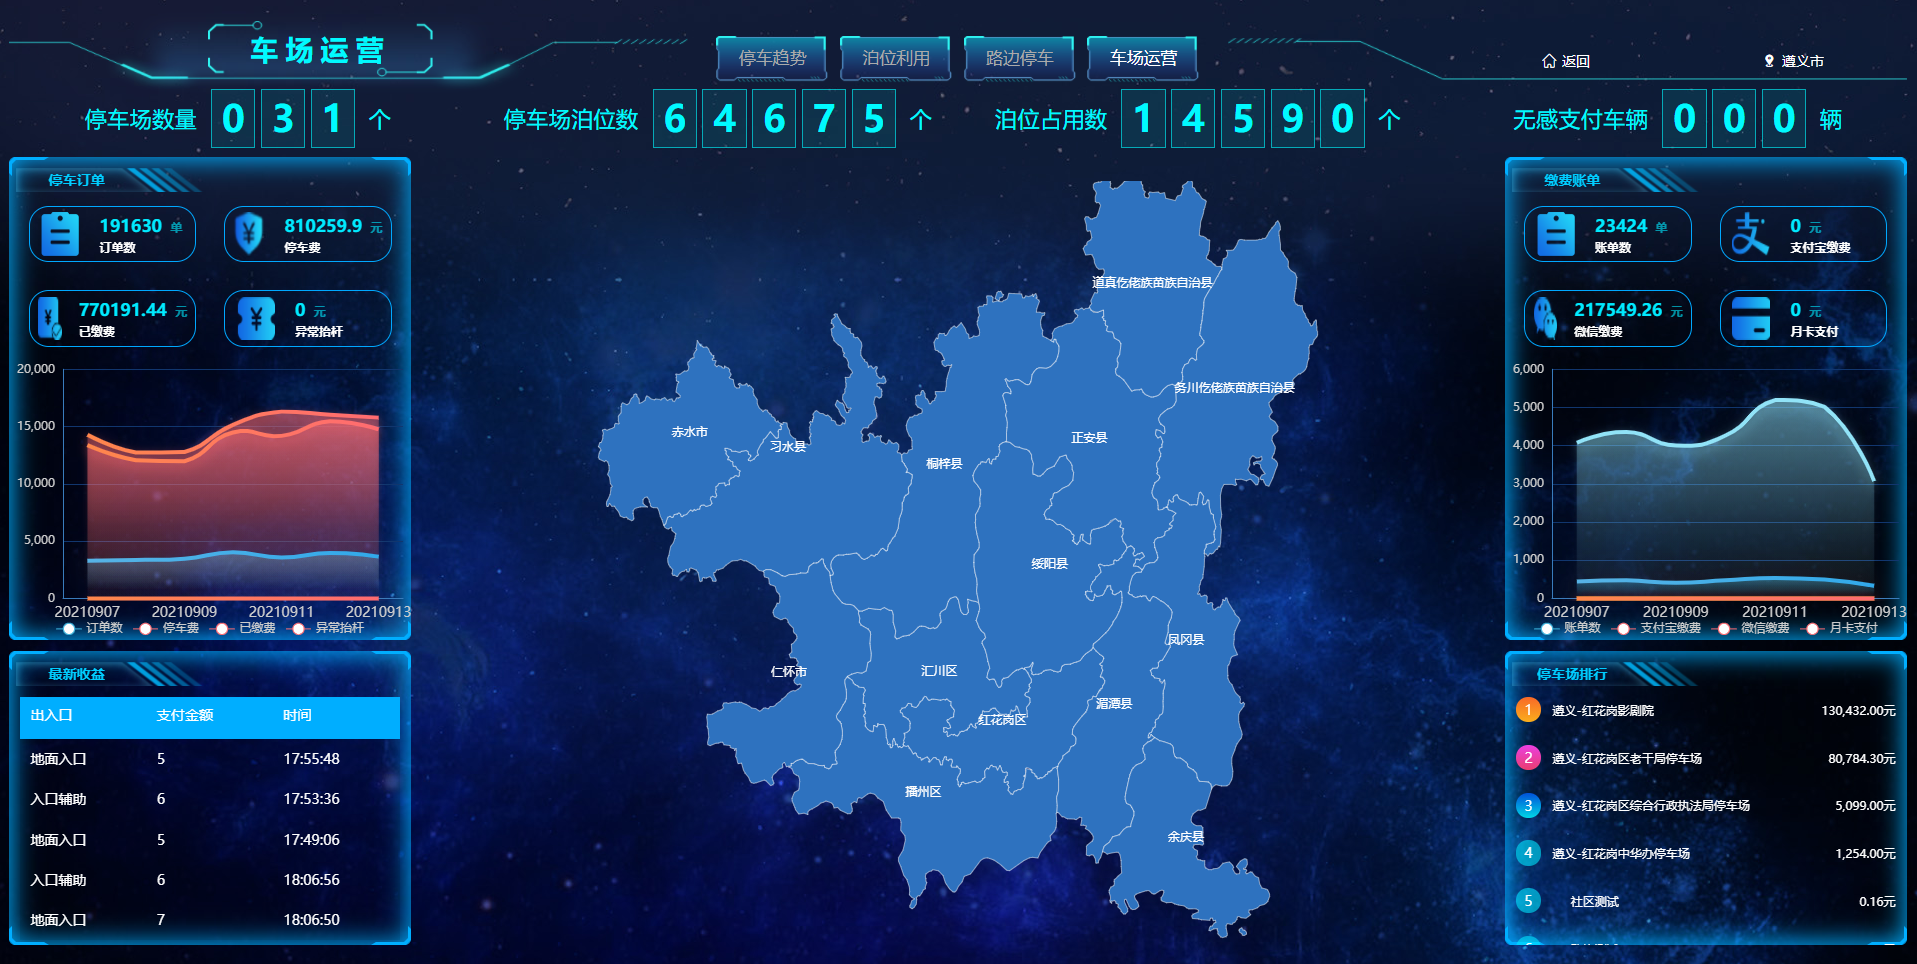 车场运营
停车趋势
泊位利用
路边停车
车场运营
返回
遵义市
停车场数量 031 个
停车场泊位数 64675 个
泊位占用数 14590 个
无感支付车辆 000 辆
停车订单
191630 单
订单数
810259.9 元
停车费
770191.44 元
已缴费
0 元
异常抬杆
20,000
15,000
10,000
5,000
0
20210907 20210909 20210911 20210913
订单数 停车费 已缴费 异常抬杆
最新收益
出入口 支付金额 时间
地面入口 5 17:55:48
入口辅助 6 17:53:36
地面入口 5 17:49:06
入口辅助 6 18:06:56
地面入口 7 18:06:50
道真仡佬族苗族自治县
务川仡佬族苗族自治县
赤水市
习水县
正安县
桐梓县
绥阳县
凤冈县
仁怀市
汇川区
湄潭县
红花岗区
播州区
余庆县
缴费账单
23424 单
账单数
0 元
支付宝缴费
217549.26 元
微信缴费
0 元
月卡支付
6,000
5,000
4,000
3,000
2,000
1,000
0
20210907 20210909 20210911 20210913
账单数 支付宝缴费 微信缴费 月卡支付
停车场排行
1 遵义-红花岗影剧院 130,432.00元
2 遵义-红花岗区老干局停车场 80,784.30元
3 遵义-红花岗区综合行政执法局停车场 5,099.00元
4 遵义-红花岗中华办停车场 1,254.00元
5 社区测试 0.16元